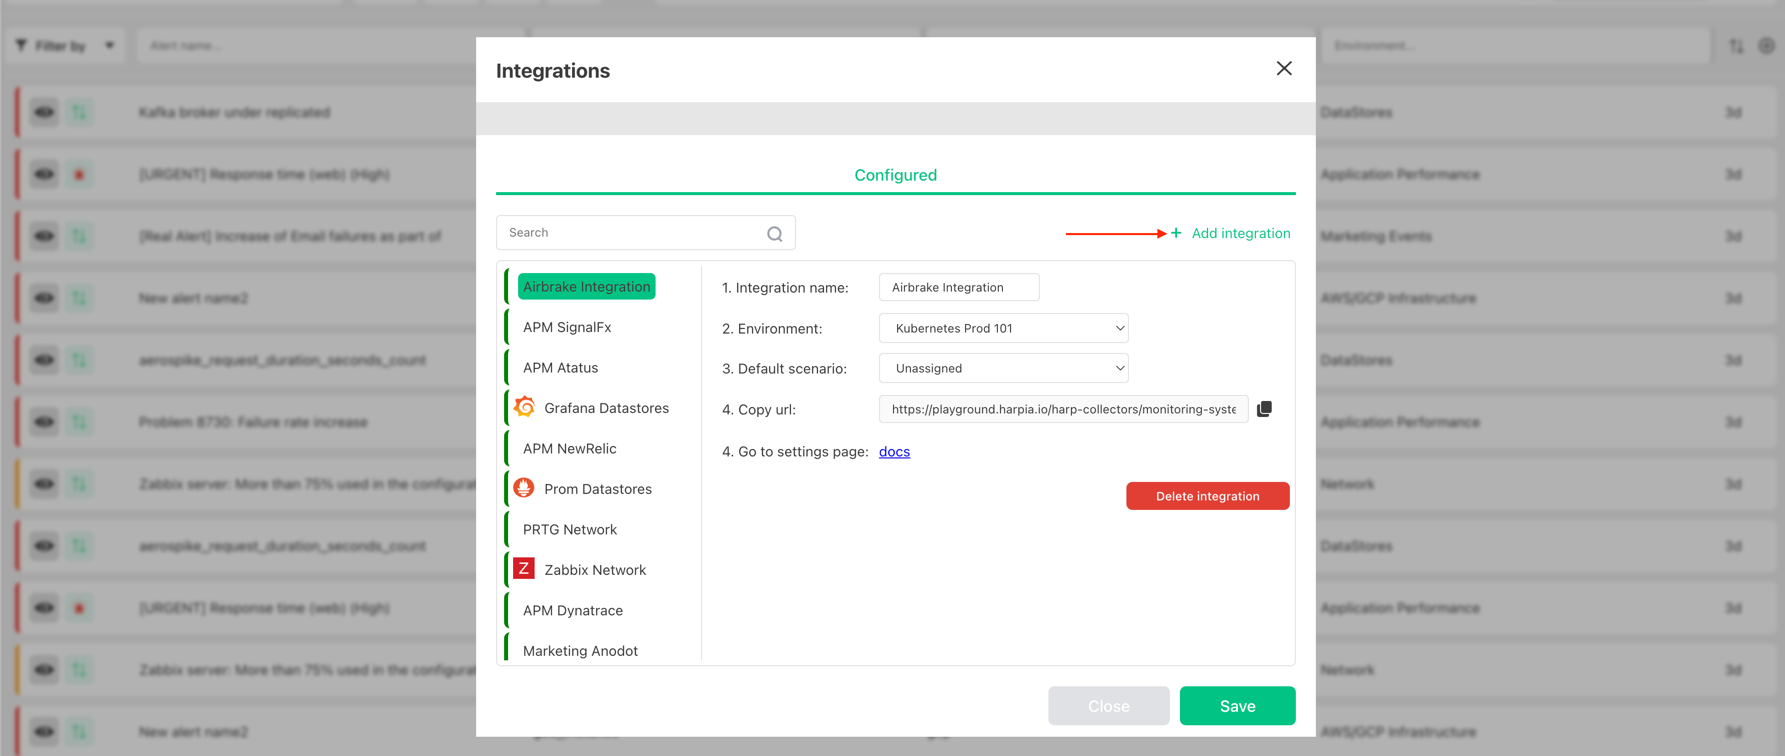 Filter by
Alert name...
Environment...
Integrations
Kafka broker under replicated
DataStores
3d
[URGENT] Response time (web) (High)
Application Performance
3d
Configured
[Real Alert] Increase of Email failures as part of
Search
Add integration
Marketing Events
3d
New alert name2
Airbrake Integration
1. Integration name:
Airbrake Integration
AWS/GCP Infrastructure
3d
APM SignalFx
2. Environment:
Kubernetes Prod 101
aerospike_request_duration_seconds_count
APM Atatus
3. Default scenario:
Unassigned
DataStores
3d
Grafana Datastores
4. Copy url:
https://playground.harpia.io/harp-collectors/monitoring-syste
Problem 8730: Failure rate increase
Application Performance
3d
APM NewRelic
4. Go to settings page:
docs
Zabbix server: More than 75% used in the configurat
Prom Datastores
Delete integration
Network
3d
PRTG Network
aerospike_request_duration_seconds_count
DataStores
3d
Z
Zabbix Network
[URGENT] Response time (web) (High)
APM Dynatrace
Application Performance
3d
Marketing Anodot
Zabbix server: More than 75% used in the configurat
Network
3d
Close
Save
New alert name2
AWS/GCP Infrastructure
3d